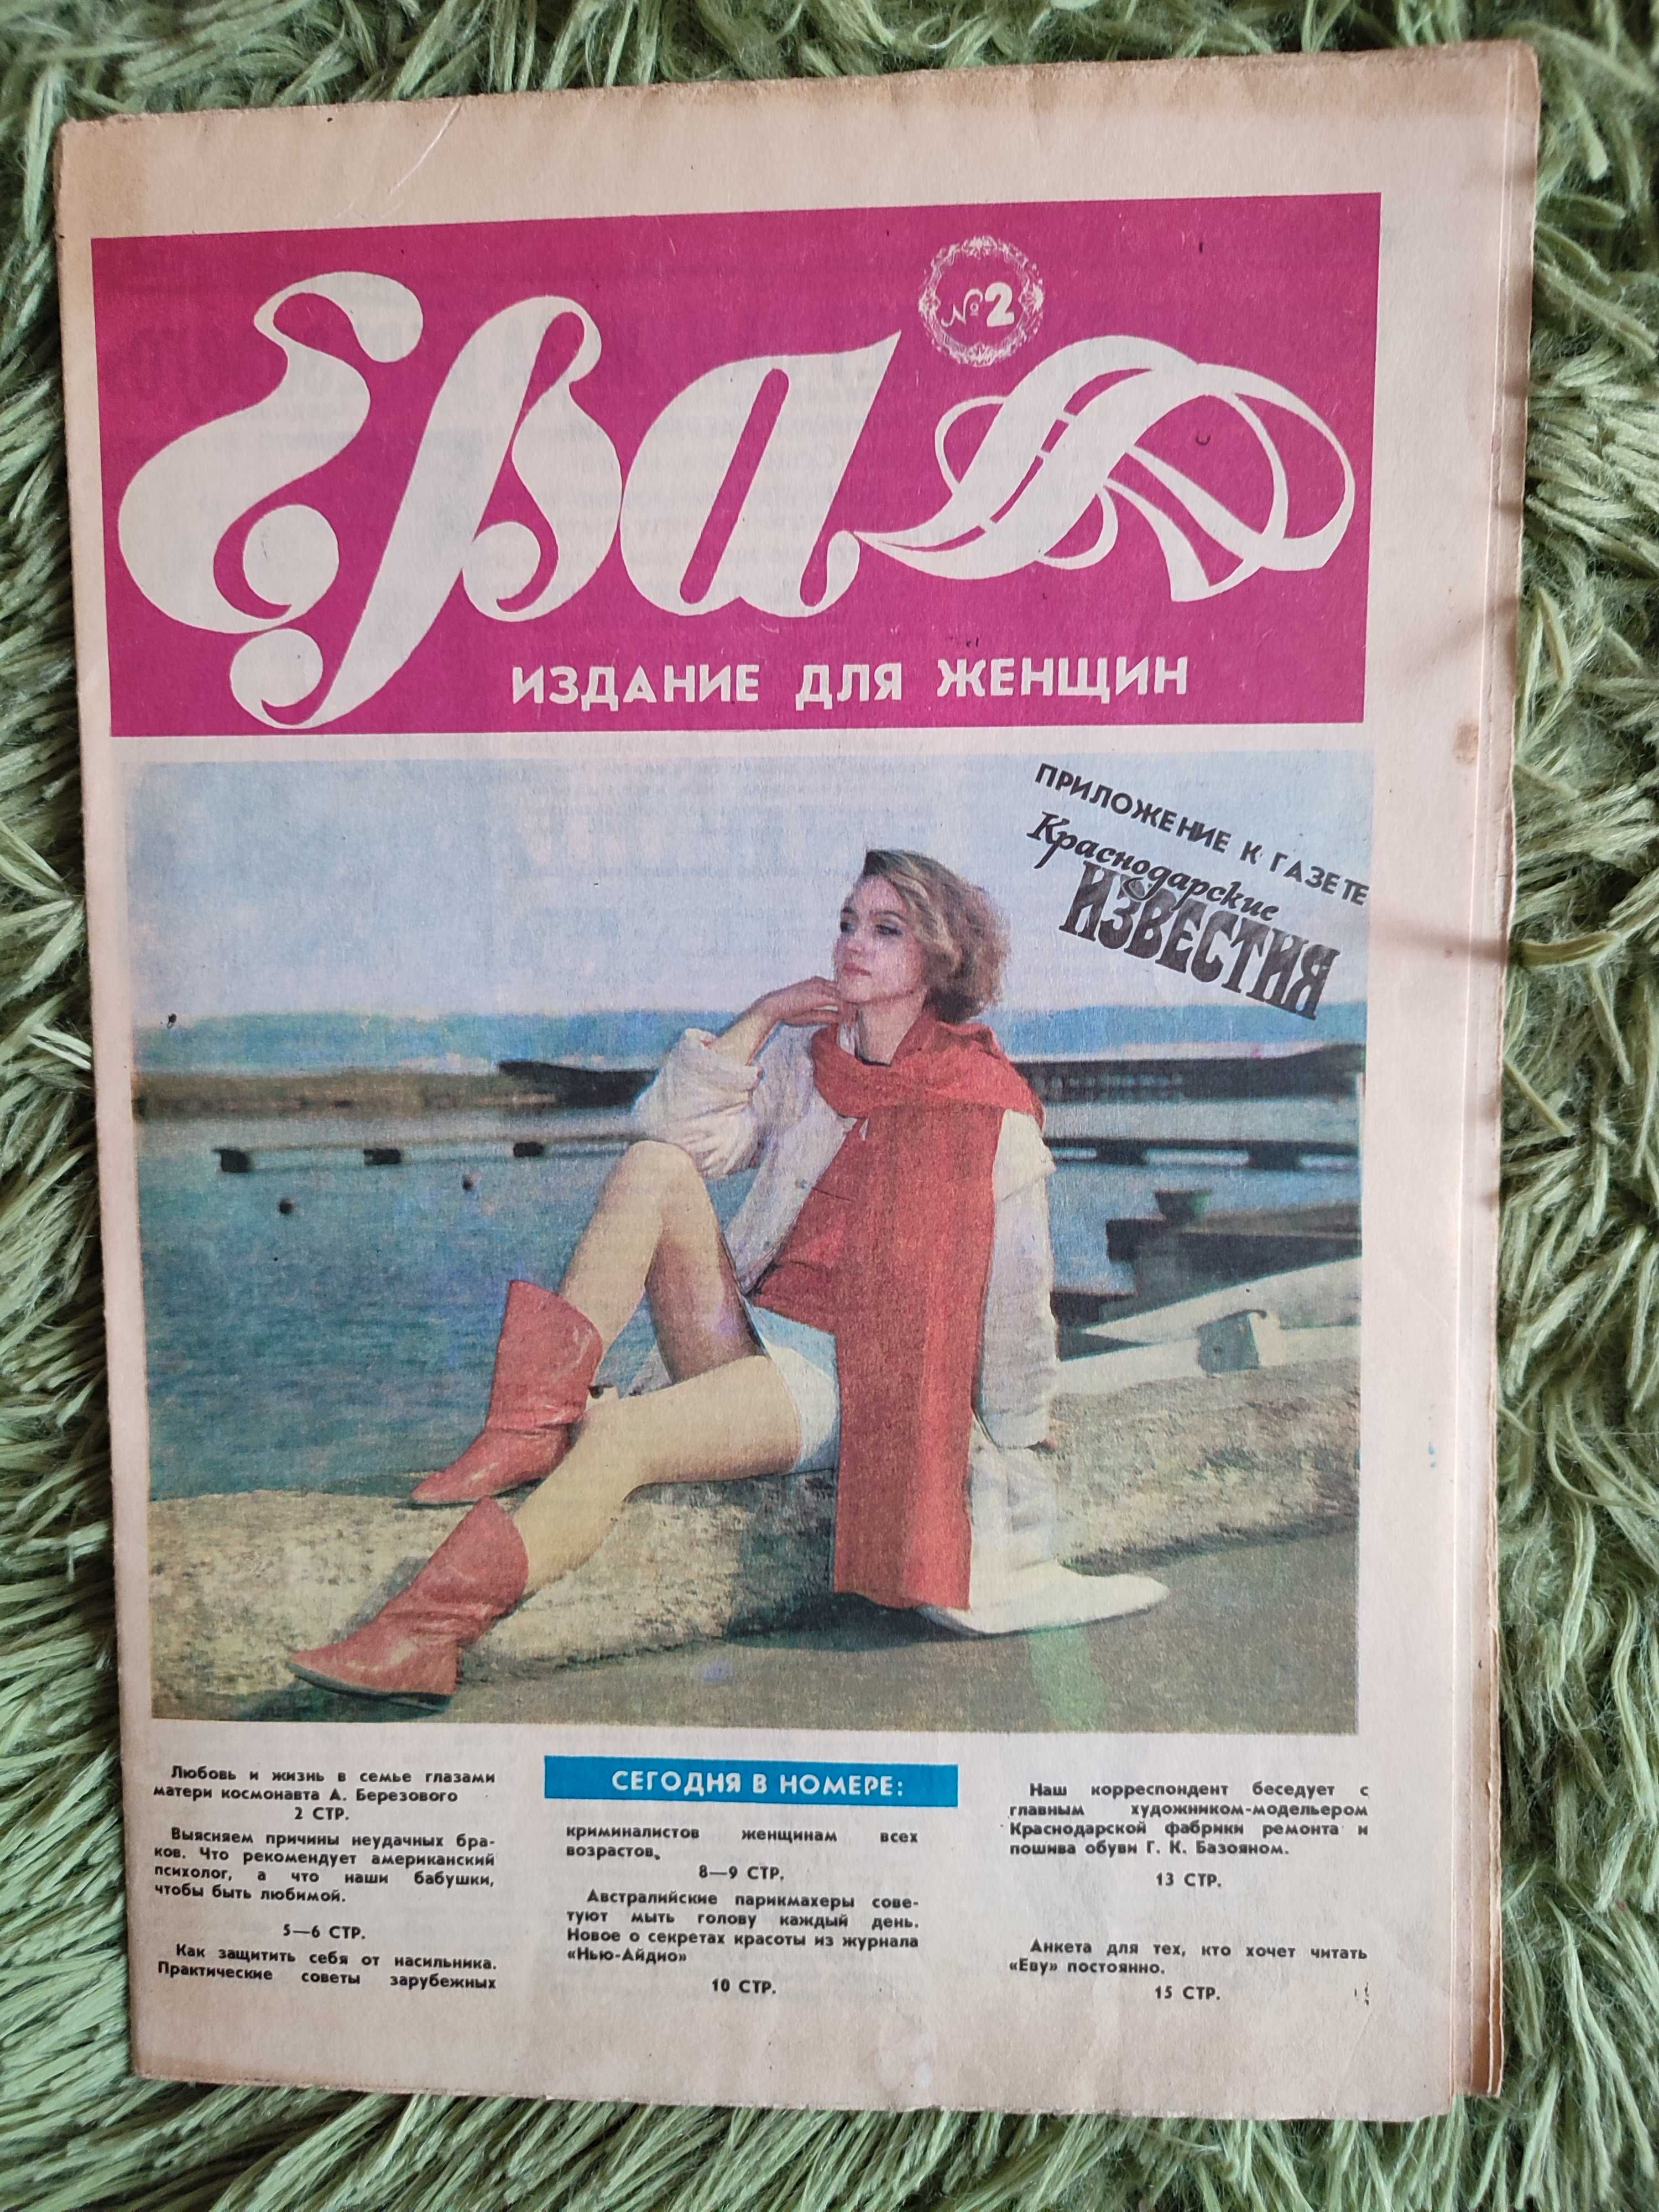 Ева
№ 2
ИЗДАНИЕ ДЛЯ ЖЕНЩИН
ПРИЛОЖЕНИЕ К ГАЗЕТЕ
Краснодарские
ИЗВЕСТИЯ
Любовь и жизнь в семье глазами
матери космонавта А. Березового
2 СТР.
Выясняем причины неудачных бра-
ков. Что рекомендует американский
психолог, а что наши бабушки,
чтобы быть любимой.
5—6 СТР.
Как защитить себя от насильника.
Практические советы зарубежных
СЕГОДНЯ В НОМЕРЕ:
криминалистов женщинам всех
возрастов.
8—9 СТР.
Австралийские парикмахеры сове-
туют мыть голову каждый день.
Новое о секретах красоты из журнала
«Нью-Айдио»
10 СТР.
Наш корреспондент беседует с
главным художником-модельером
Краснодарской фабрики ремонта и
пошива обуви Г. К. Базояном.
13 СТР.
Анкета для тех, кто хочет читать
«Еву» постоянно.
15 СТР.